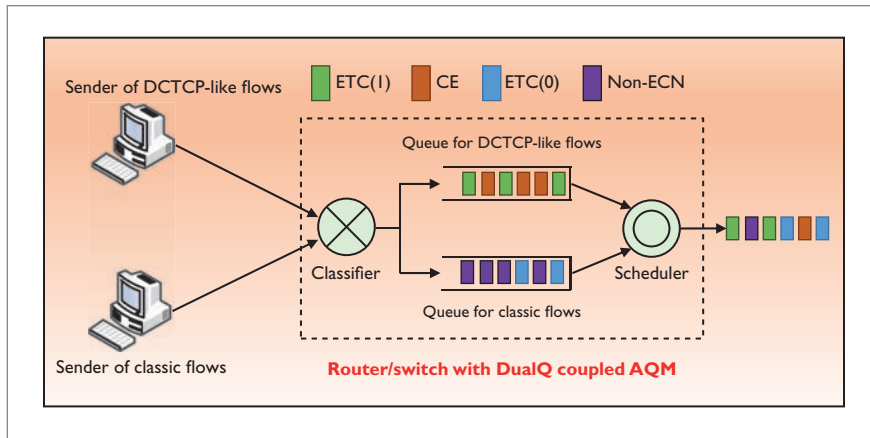 ETC(1) CE ETC(0) Non-ECN
Sender of DCTCP-like flows
Queue for DCTCP-like flows
Classifier
Scheduler
Queue for classic flows
Sender of classic flows
Router/switch with DualQ coupled AQM